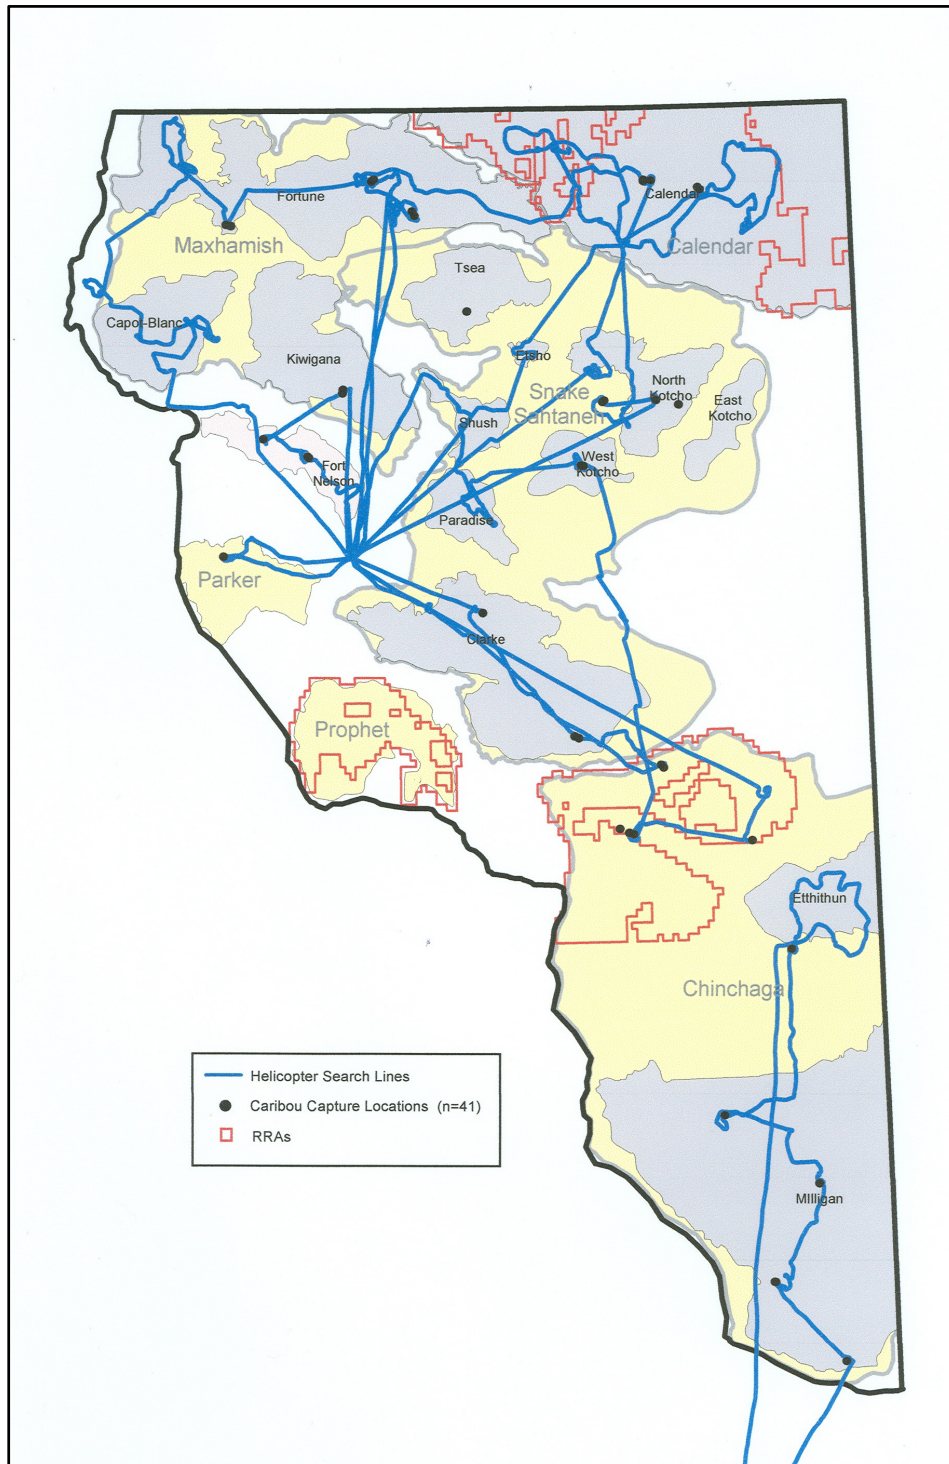 Fortune
Calendar
Maxhamish
Calendar
Tsea
Capot-Blanc
Etsho
Kiwigana
Snake
Santaneh
North
Kotcho
East
Kotcho
Shush
Fort
Nelson
West
Kotcho
Paradise
Parker
Clarke
Prophet
Etthithun
Chinchaga
Helicopter Search Lines
Caribou Capture Locations (n=41)
RRAs
MIlligan